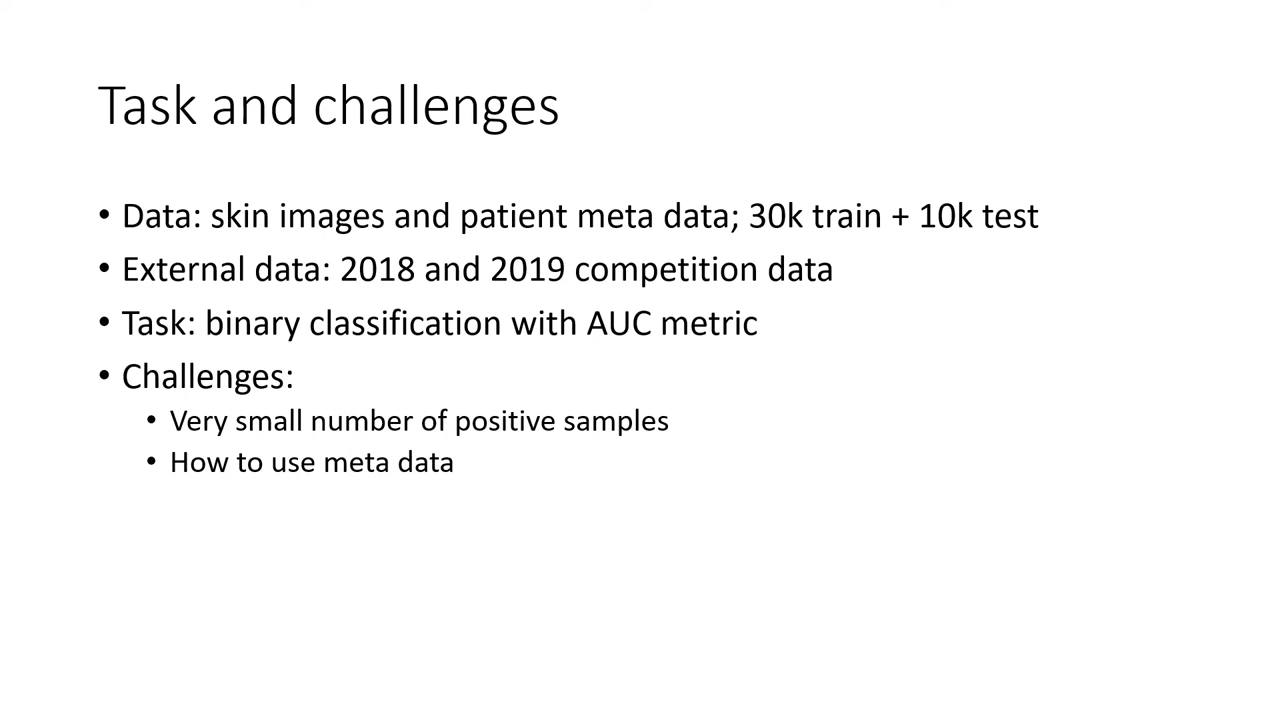 Task and challenges
• Data: skin images and patient meta data; 30k train + 10k test
• External data: 2018 and 2019 competition data
• Task: binary classification with AUC metric
• Challenges:
• Very small number of positive samples
• How to use meta data